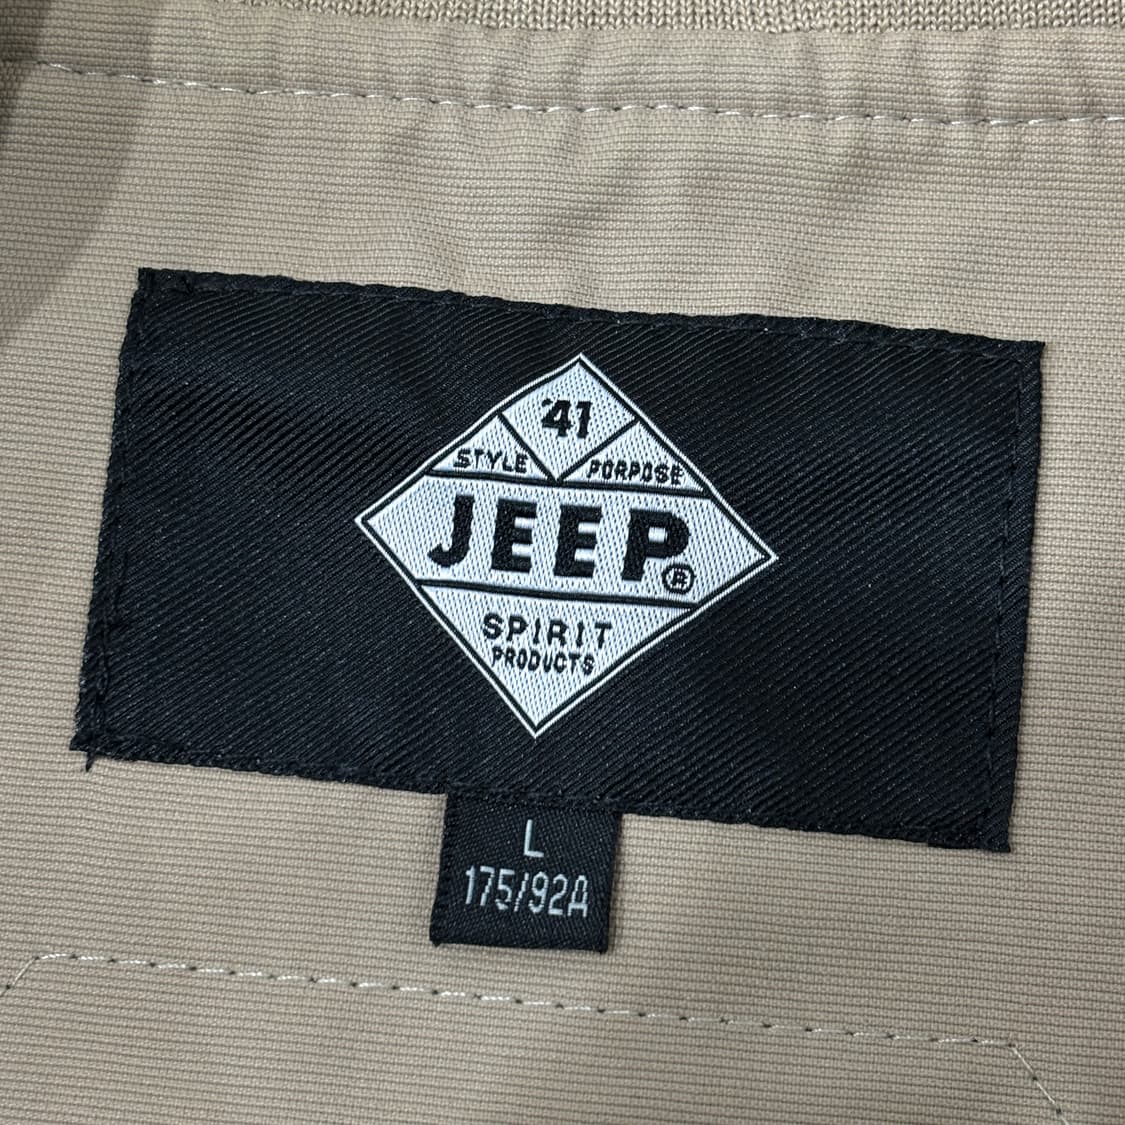 '41
STYLE PORPOSE
JEEP®
SPIRIT
PRODUCTS
L
175/92A